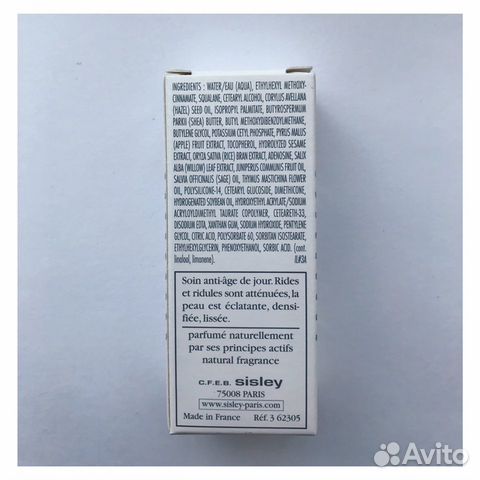 INGREDIENTS : WATER/EAU (AQUA), ETHYLHEXYL METHOXY-
CINNAMATE, SQUALANE, CETEARYL ALCOHOL, CORYLUS AVELLANA
(HAZEL) SEED OIL, ISOPROPYL PALMITATE, BUTYROSPERMUM
PARKII (SHEA) BUTTER, BUTYL METHOXYDIBENZOYLMETHANE,
BUTYLENE GLYCOL, POTASSIUM CETYL PHOSPHATE, PYRUS MALUS
(APPLE) FRUIT EXTRACT, TOCOPHEROL, HYDROLYZED SESAME
EXTRACT, ORYZA SATIVA (RICE) BRAN EXTRACT, ADENOSINE, SALIX
ALBA (WILLOW) LEAF EXTRACT, JUNIPERUS COMMUNIS FRUIT OIL,
SALVIA OFFICINALIS (SAGE) OIL, THYMUS MASTICHINA FLOWER
OIL, POLYSILICONE-14, CETEARYL GLUCOSIDE, DIMETHICONE,
HYDROGENATED SOYBEAN OIL, HYDROXYETHYL ACRYLATE/SODIUM
ACRYLOYLDIMETHYL TAURATE COPOLYMER, CETEARETH-33,
DISODIUM EDTA, XANTHAN GUM, SODIUM HYDROXIDE, PENTYLENE
GLYCOL, CITRIC ACID, POLYSORBATE 60, SORBITAN ISOSTEARATE,
ETHYLHEXYLGLYCERIN, PHENOXYETHANOL, SORBIC ACID. (cont.
linalool, limonene). IL#3A
Soin anti-âge de jour. Rides
et ridules sont atténuées, la
peau est éclatante, densi-
fiée, lissée.
parfumé naturellement
par ses principes actifs
natural fragrance
C.F.E.B. sisley
75008 PARIS
www.sisley-paris.com
Made in France Réf. 3 62305
Avito